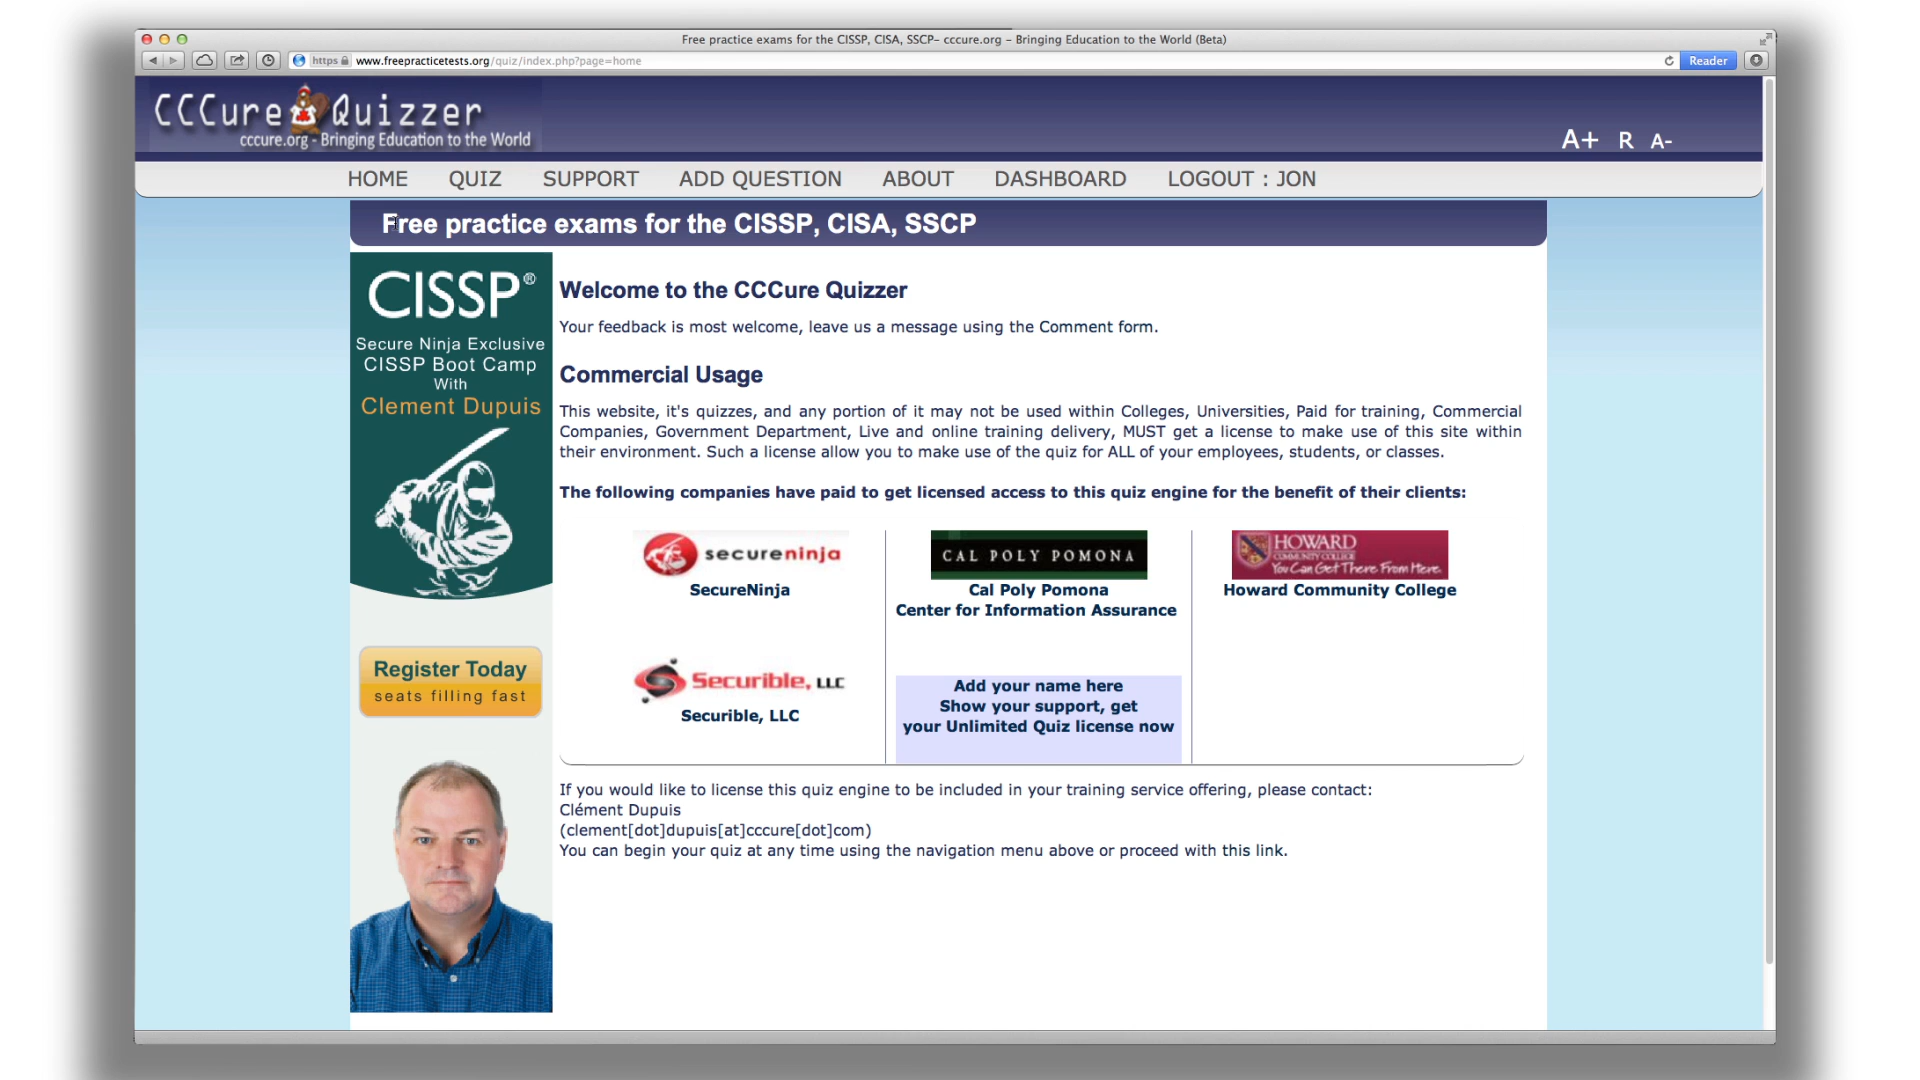 Free practice exams for the CISSP, CISA, SSCP– cccure.org – Bringing Education to the World (Beta)
https www.freepracticetests.org/quiz/index.php?page=home
Reader
CCCure Quizzer
cccure.org - Bringing Education to the World
A+ R A-
HOME QUIZ SUPPORT ADD QUESTION ABOUT DASHBOARD LOGOUT : JON
Free practice exams for the CISSP, CISA, SSCP
CISSP®
Secure Ninja Exclusive
CISSP Boot Camp
With
Clement Dupuis
Register Today
seats filling fast
Welcome to the CCCure Quizzer
Your feedback is most welcome, leave us a message using the Comment form.
Commercial Usage
This website, it's quizzes, and any portion of it may not be used within Colleges, Universities, Paid for training, Commercial
Companies, Government Department, Live and online training delivery, MUST get a license to make use of this site within
their environment. Such a license allow you to make use of the quiz for ALL of your employees, students, or classes.
The following companies have paid to get licensed access to this quiz engine for the benefit of their clients:
secureninja
SecureNinja
CAL POLY POMONA
Cal Poly Pomona
Center for Information Assurance
HOWARD
COMMUNITY COLLEGE
You Can Get There From Here.
Howard Community College
Securible, LLC
Securible, LLC
Add your name here
Show your support, get
your Unlimited Quiz license now
If you would like to license this quiz engine to be included in your training service offering, please contact:
Clément Dupuis
(clement[dot]dupuis[at]cccure[dot]com)
You can begin your quiz at any time using the navigation menu above or proceed with this link.